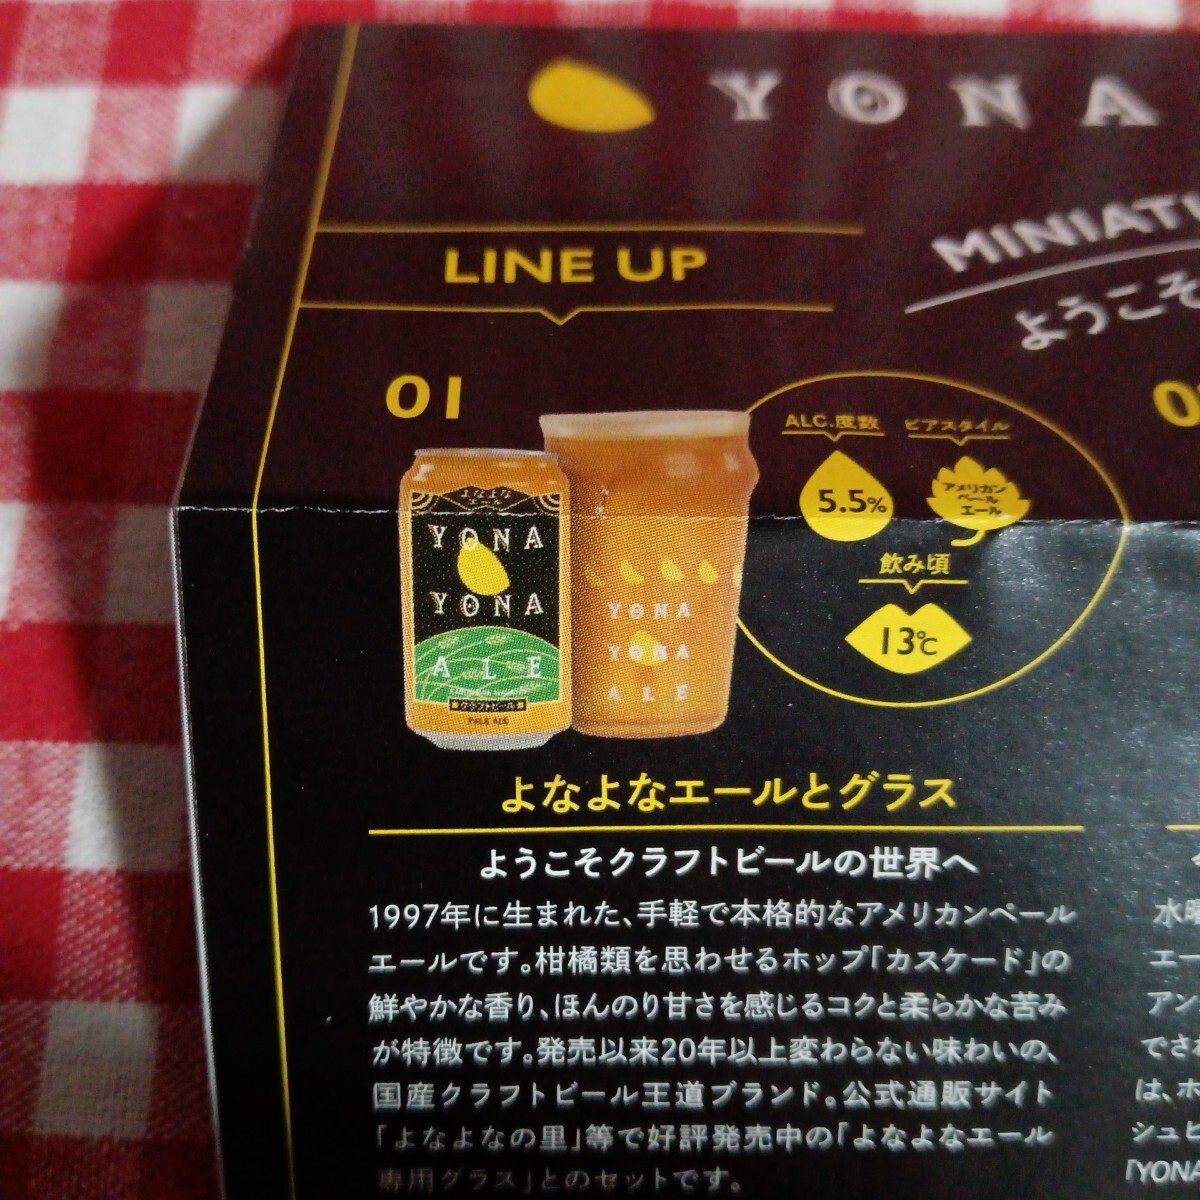 YONA
MINIATU
ようこそ
LINE UP
01
ALC.度数
ビアスタイル
5.5%
アメリカン
ペール
エール
飲み頃
13℃
よなよな
エール
YONA
YONA
ALE
クラフトビール
PALE ALE
YONA
YONA
ALE
よなよなエールとグラス
ようこそクラフトビールの世界へ
1997年に生まれた、手軽で本格的なアメリカンペール
エールです。柑橘類を思わせるホップ「カスケード」の
鮮やかな香り、ほんのり甘さを感じるコクと柔らかな苦み
が特徴です。発売以来20年以上変わらない味わいの、
国産クラフトビール王道ブランド。公式通販サイト
「よなよなの里」等で好評発売中の「よなよなエール
専用グラス」とのセットです。
水曜
エー
アン
でされ
は、ホ
シュビ
「YONA